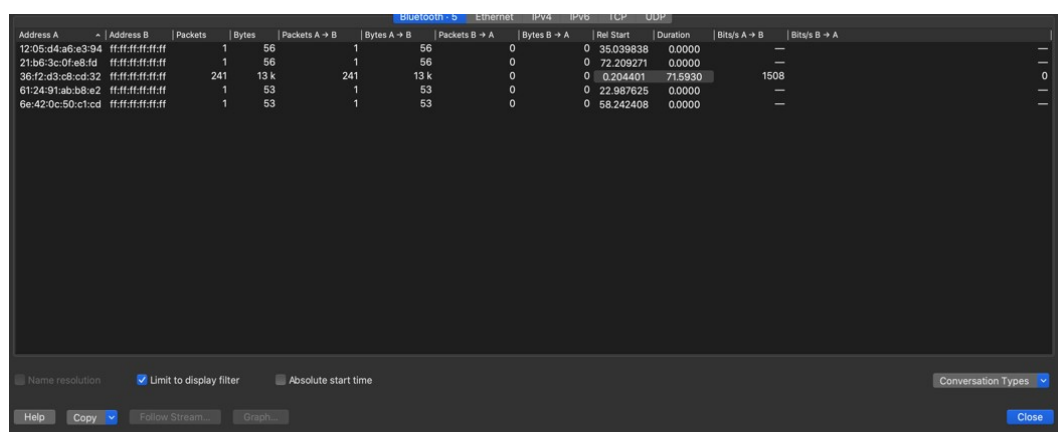 Bluetooth · 5 Ethernet IPv4 IPv6 TCP UDP
Address A Address B Packets Bytes Packets A → B Bytes A → B Packets B → A Bytes B → A Rel Start Duration Bits/s A → B Bits/s B → A
12:05:d4:a6:e3:94 ff:ff:ff:ff:ff:ff 1 56 1 56 0 0 35.039838 0.0000 — —
21:b6:3c:0f:e8:fd ff:ff:ff:ff:ff:ff 1 56 1 56 0 0 72.209271 0.0000 — —
36:f2:d3:c8:cd:32 ff:ff:ff:ff:ff:ff 241 13 k 241 13 k 0 0 0.204401 71.5930 1508 0
61:24:91:ab:b8:e2 ff:ff:ff:ff:ff:ff 1 53 1 53 0 0 22.987625 0.0000 — —
6e:42:0c:50:c1:cd ff:ff:ff:ff:ff:ff 1 53 1 53 0 0 58.242408 0.0000 — —
Name resolution Limit to display filter Absolute start time Conversation Types
Help Copy Follow Stream... Graph... Close